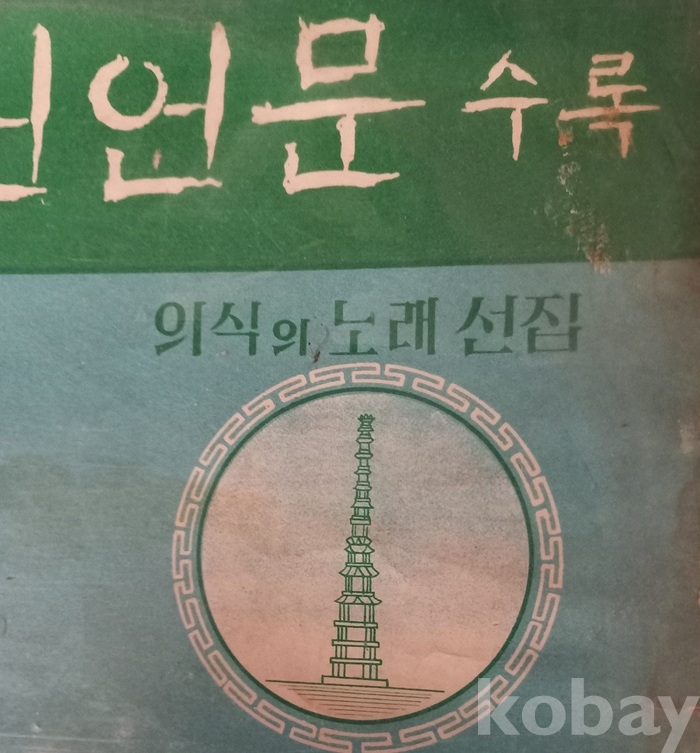 언문 수록
의식의 노래 선집
kobay